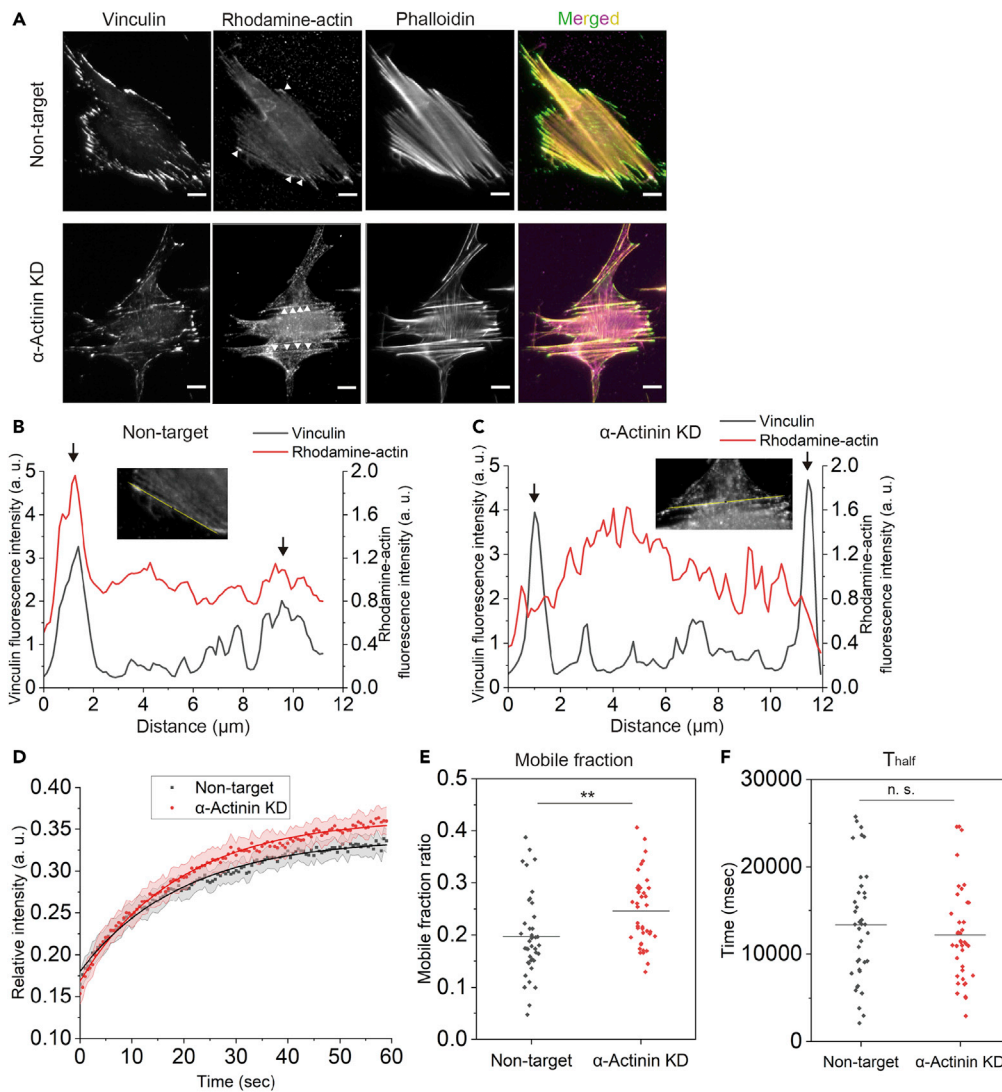 A
Vinculin
Rhodamine-actin
Phalloidin
Merged
Non-target
α-Actinin KD
B
Non-target
Vinculin
Rhodamine-actin
Vinculin fluorescence intensity (a. u.)
5
4
3
2
1
0
2.0
1.6
1.2
0.8
0.4
0.0
Rhodamine-actin
fluorescence intensity (a. u.)
0 2 4 6 8 10 12
Distance (μm)
C
α-Actinin KD
Vinculin
Rhodamine-actin
Vinculin fluorescence intensity (a. u.)
5
4
3
2
1
0
2.0
1.6
1.2
0.8
0.4
0.0
Rhodamine-actin
fluorescence intensity (a. u.)
0 2 4 6 8 10 12
Distance (μm)
D
Non-target
α-Actinin KD
Relative intensity (a. u.)
0.40
0.35
0.30
0.25
0.20
0.15
0.10
0 10 20 30 40 50 60
Time (sec)
E
Mobile fraction
**
Mobile fraction ratio
0.5
0.4
0.3
0.2
0.1
0.0
Non-target α-Actinin KD
F
Thalf
n. s.
Time (msec)
30000
20000
10000
0
Non-target α-Actinin KD